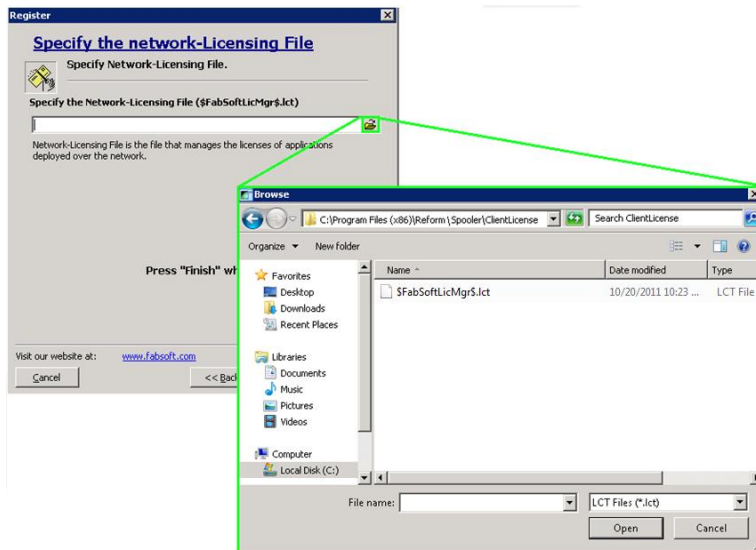 Register
Specify the network-Licensing File
Specify Network-Licensing File.
Specify the Network-Licensing File ($FabSoftLicMgr$.lct)
Network-Licensing File is the file that manages the licenses of applications
deployed over the network.
Press "Finish"
Visit our website at: www.fabsoft.com
Cancel
<<
Browse
C:\Program Files (x86)\Reform\Spooler\ClientLicense
Search ClientLicense
Organize New folder
Favorites
Desktop
Downloads
Recent Places
Libraries
Documents
Music
Pictures
Videos
Computer
Local Disk (C:)
Name Date modified Type
$FabSoftLicMgr$.lct 10/20/2011 10:23 ... LCT File
File name: LCT Files (*.lct)
Open Cancel